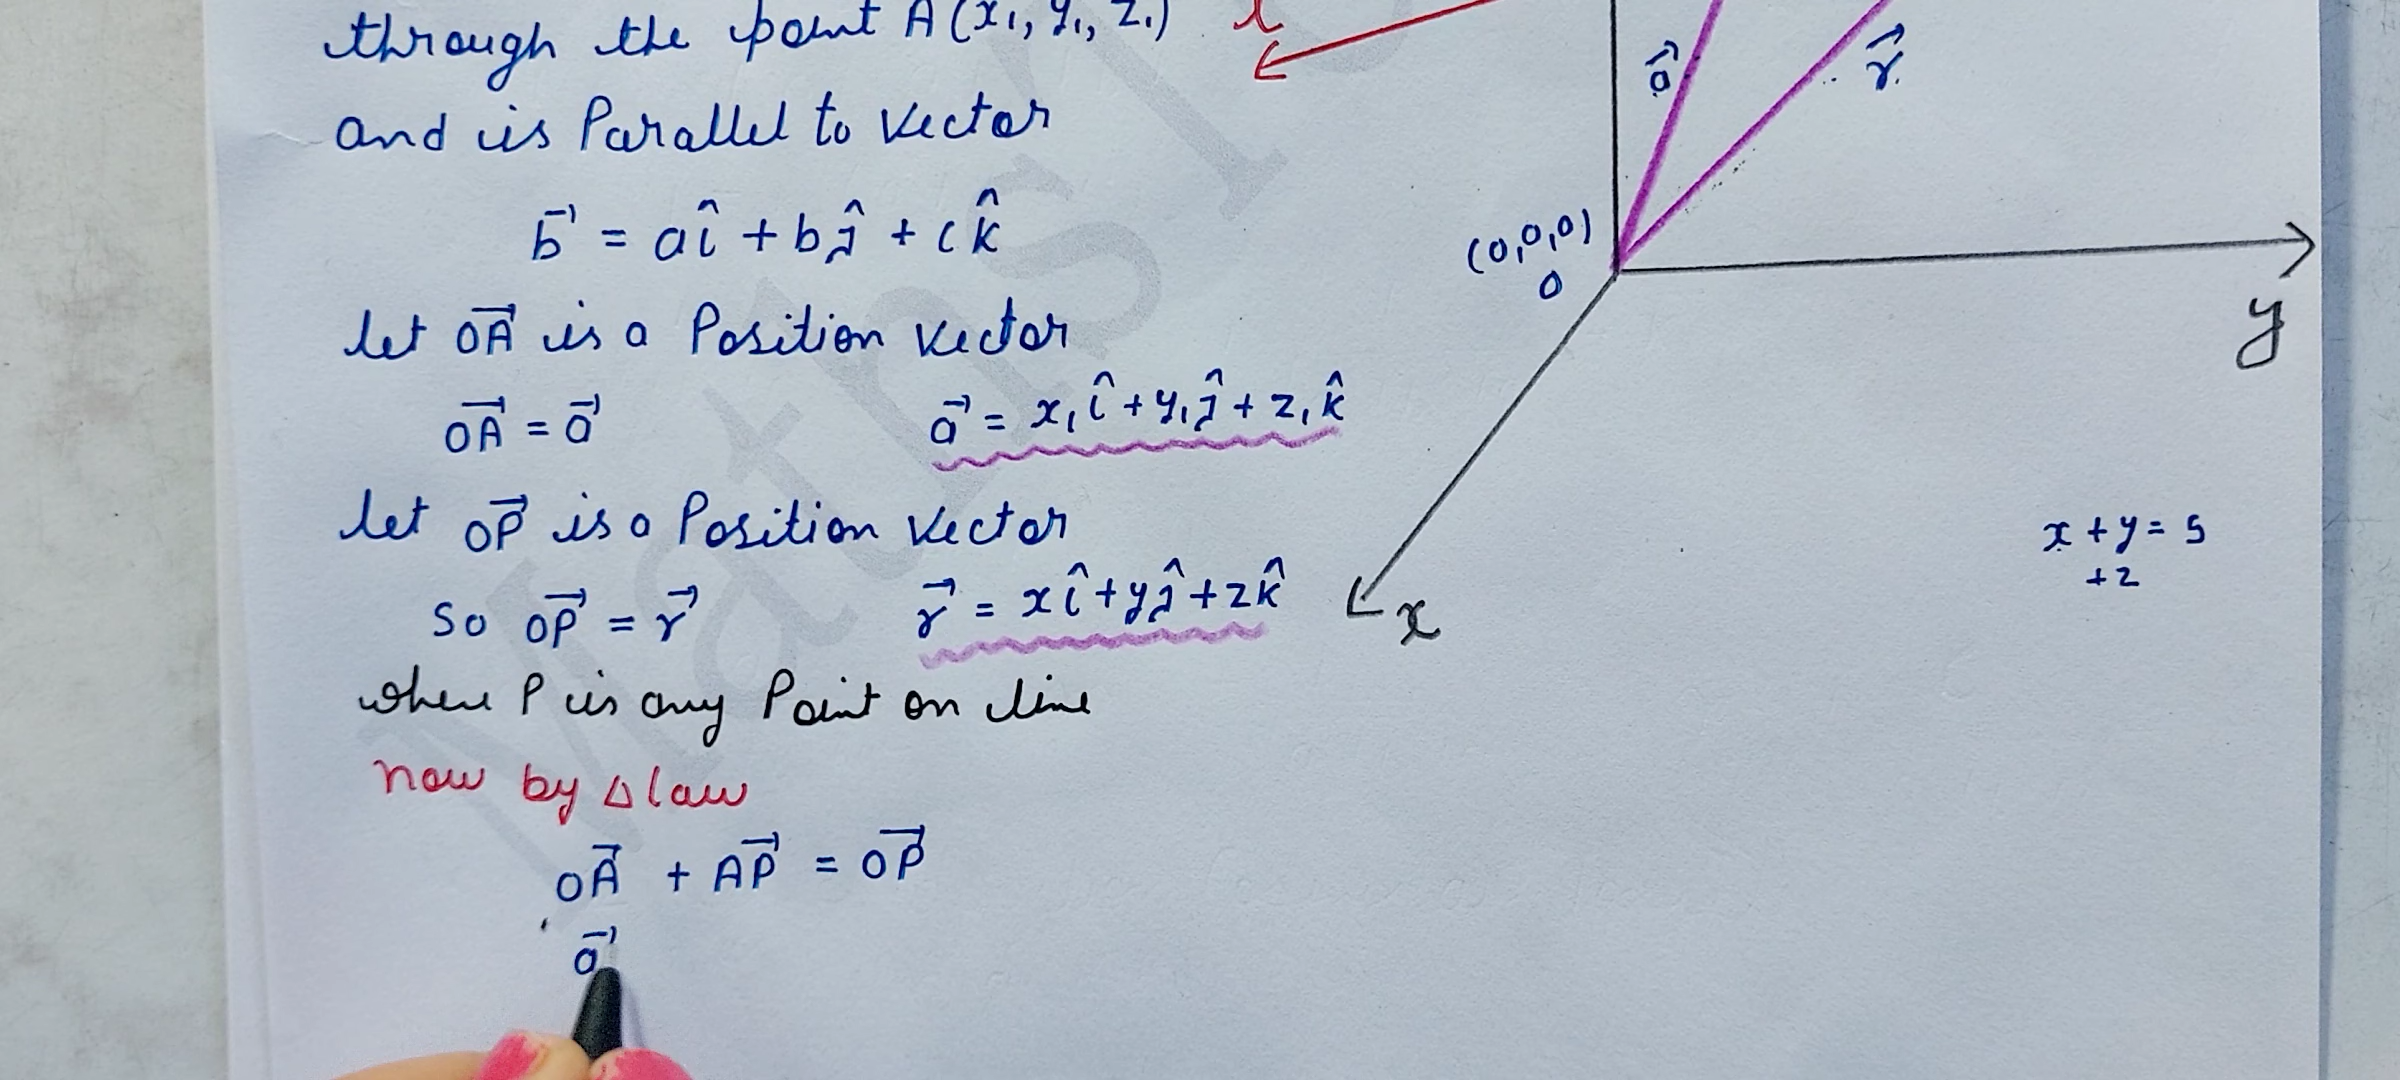 through the point A (x₁, y₁, z₁)
l
and is Parallel to Vector
b⃗ = aî + bĵ + ck̂
let OA⃗ is a Position Vector
OA⃗ = a⃗
a⃗ = x₁î + y₁ĵ + z₁k̂
let OP⃗ is a Position Vector
So OP⃗ = r⃗
r⃗ = xî + yĵ + zk̂
where P is any Point on line
now by △ law
OA⃗ + AP⃗ = OP⃗
a⃗
a⃗
r⃗
(0,0,0)
O
y
x
x + y = 5
+ z
Maths